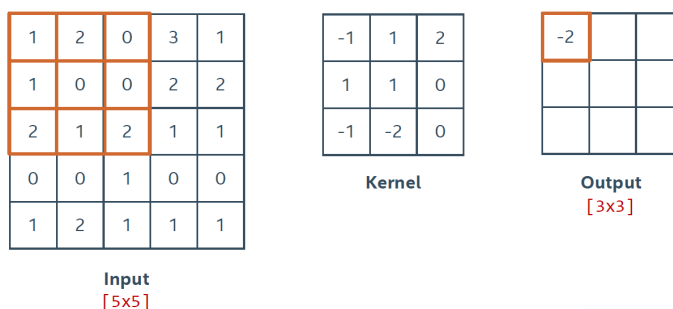 1 2 0 3 1
1 0 0 2 2
2 1 2 1 1
0 0 1 0 0
1 2 1 1 1
Input
[5x5]
-1 1 2
1 1 0
-1 -2 0
Kernel
-2
Output
[3x3]